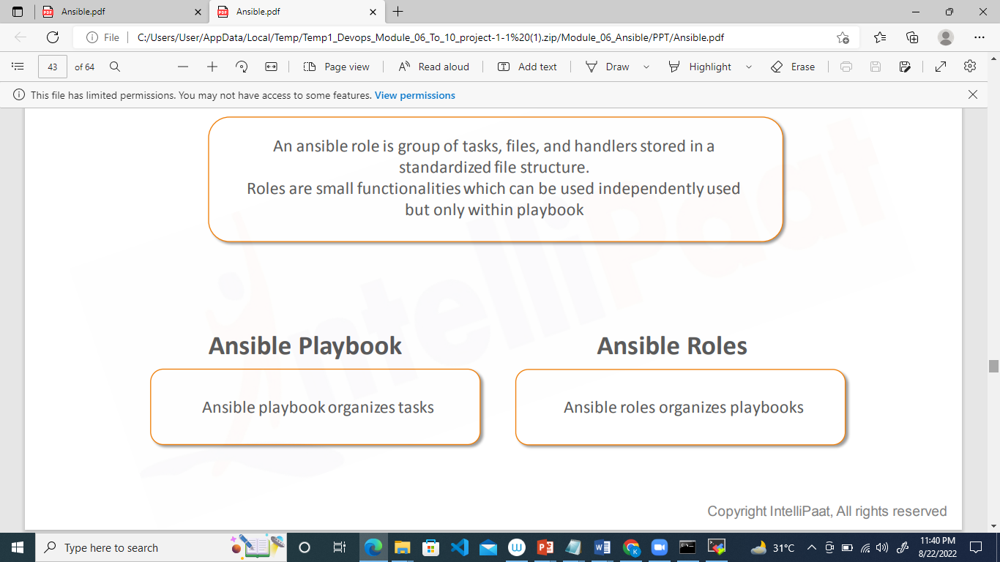 Ansible.pdf
Ansible.pdf
File
C:/Users/User/AppData/Local/Temp/Temp1_Devops_Module_06_To_10_project-1-1%20(1).zip/Module_06_Ansible/PPT/Ansible.pdf
43 of 64
Page view
Read aloud
Add text
Draw
Highlight
Erase
This file has limited permissions. You may not have access to some features. View permissions
An ansible role is group of tasks, files, and handlers stored in a
standardized file structure.
Roles are small functionalities which can be used independently used
but only within playbook
IntelliPaat
Ansible Playbook
Ansible Roles
Ansible playbook organizes tasks
Ansible roles organizes playbooks
Copyright IntelliPaat, All rights reserved
Type here to search
31°C
11:40 PM
8/22/2022